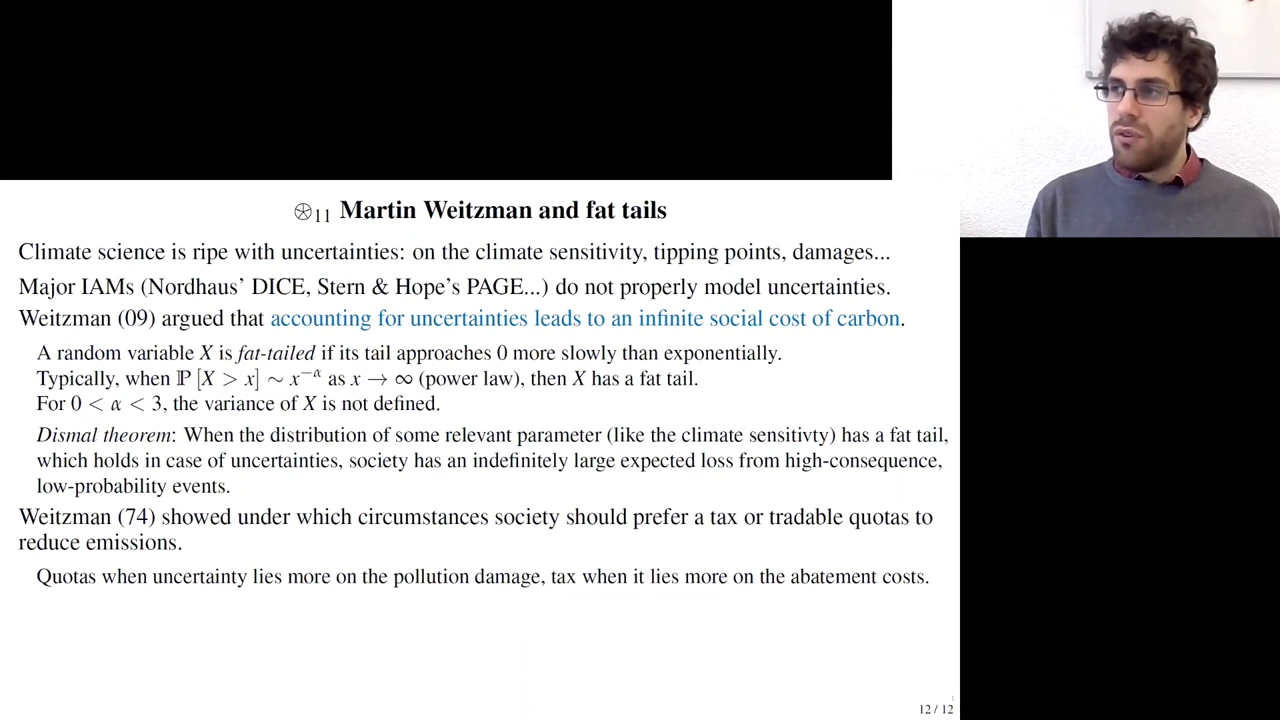 ⊛11 Martin Weitzman and fat tails
Climate science is ripe with uncertainties: on the climate sensitivity, tipping points, damages...
Major IAMs (Nordhaus' DICE, Stern & Hope's PAGE...) do not properly model uncertainties.
Weitzman (09) argued that accounting for uncertainties leads to an infinite social cost of carbon.
A random variable X is fat-tailed if its tail approaches 0 more slowly than exponentially.
Typically, when ℙ [X > x] ∼ x^{−α} as x → ∞ (power law), then X has a fat tail.
For 0 < α < 3, the variance of X is not defined.
Dismal theorem: When the distribution of some relevant parameter (like the climate sensitivty) has a fat tail,
which holds in case of uncertainties, society has an indefinitely large expected loss from high-consequence,
low-probability events.
Weitzman (74) showed under which circumstances society should prefer a tax or tradable quotas to
reduce emissions.
Quotas when uncertainty lies more on the pollution damage, tax when it lies more on the abatement costs.
12 / 12